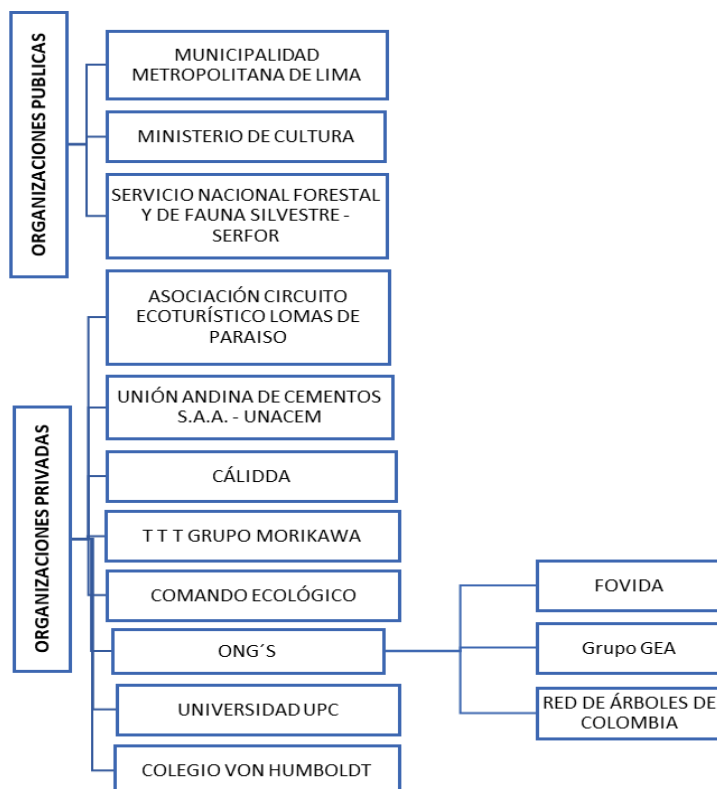 ORGANIZACIONES PUBLICAS
MUNICIPALIDAD
METROPOLITANA DE LIMA
MINISTERIO DE CULTURA
SERVICIO NACIONAL FORESTAL
Y DE FAUNA SILVESTRE -
SERFOR
ORGANIZACIONES PRIVADAS
ASOCIACIÓN CIRCUITO
ECOTURÍSTICO LOMAS DE
PARAISO
UNIÓN ANDINA DE CEMENTOS
S.A.A. - UNACEM
CÁLIDDA
T T T GRUPO MORIKAWA
COMANDO ECOLÓGICO
ONG´S
FOVIDA
Grupo GEA
RED DE ÁRBOLES DE
COLOMBIA
UNIVERSIDAD UPC
COLEGIO VON HUMBOLDT